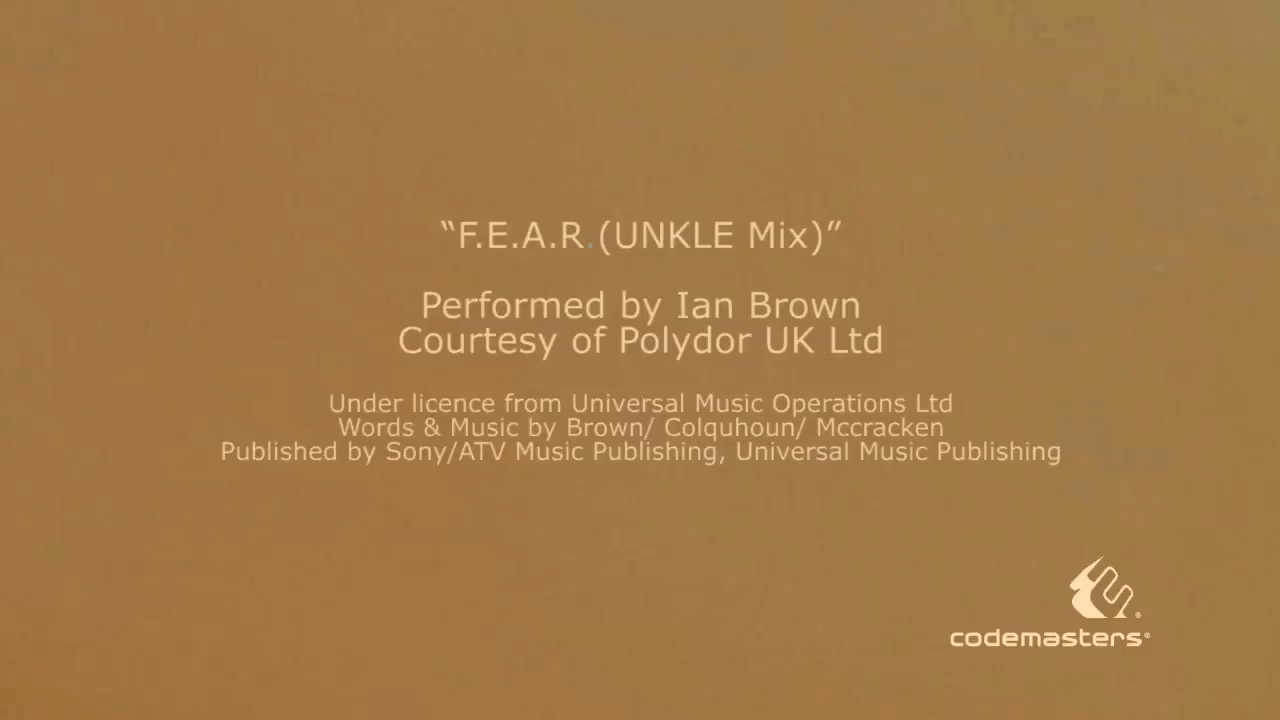 “F.E.A.R.(UNKLE Mix)”
Performed by Ian Brown
Courtesy of Polydor UK Ltd
Under licence from Universal Music Operations Ltd
Words & Music by Brown/ Colquhoun/ Mccracken
Published by Sony/ATV Music Publishing, Universal Music Publishing
codemasters®